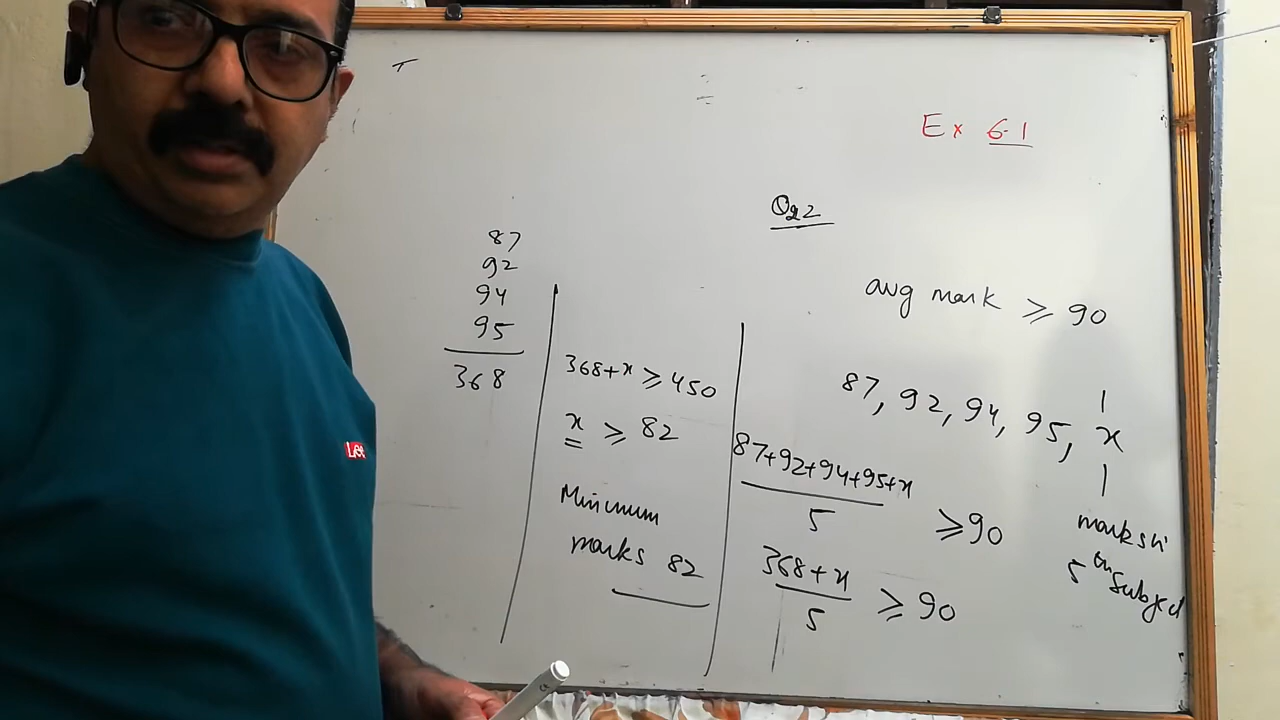 Ex 6.1
Q22
avg mark ≥ 90
87, 92, 94, 95, x
marks in
5th Subject
87+92+94+95+x
5
≥90
368+x
5
≥ 90
87
92
94
95
368
368+x ≥ 450
x ≥ 82
Minimum
marks 82
Lee